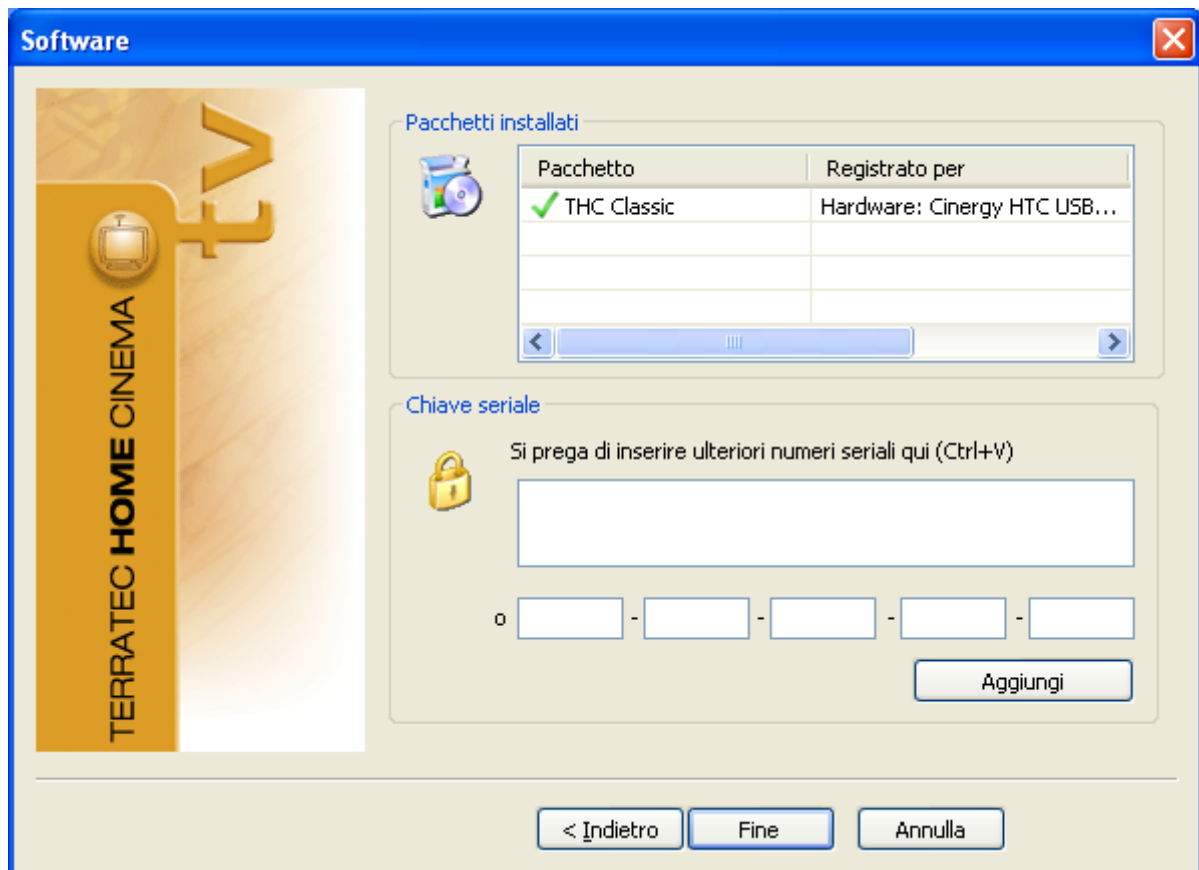 Software
tv
TERRATEC HOME CINEMA
Pacchetti installati
Pacchetto Registrato per
THC Classic Hardware: Cinergy HTC USB...
Chiave seriale
Si prega di inserire ulteriori numeri seriali qui (Ctrl+V)
o - - - -
Aggiungi
< Indietro Fine Annulla